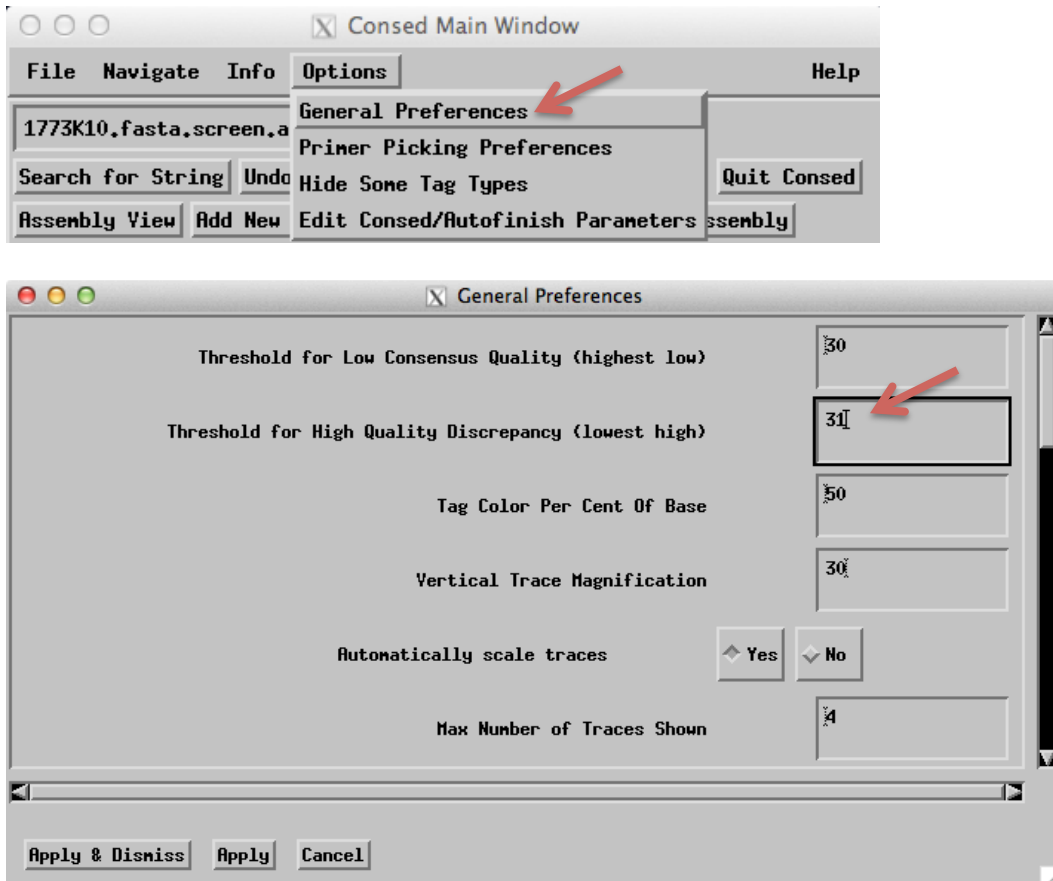 Consed Main Window
File Navigate Info Options Help
General Preferences
1773K10.fasta.screen.a
Primer Picking Preferences
Search for String Undo Hide Some Tag Types Quit Consed
Assembly View Add New Edit Consed/Autofinish Parameters ssembly
General Preferences
Threshold for Low Consensus Quality (highest low) 30
Threshold for High Quality Discrepancy (lowest high) 31
Tag Color Per Cent Of Base 50
Vertical Trace Magnification 30
Automatically scale traces Yes No
Max Number of Traces Shown 4
Apply & Dismiss Apply Cancel